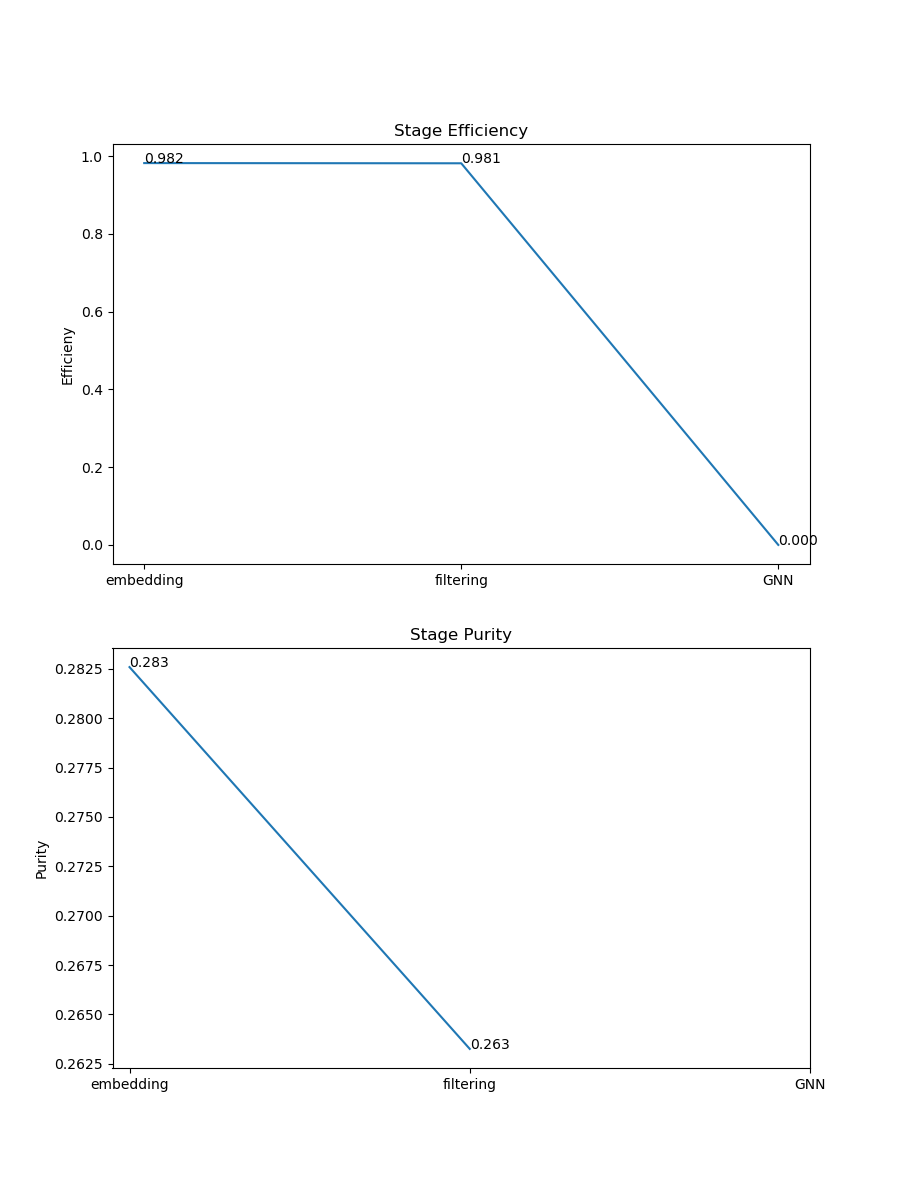 Stage Efficiency
1.0
0.8
0.6
0.4
0.2
0.0
Efficieny
0.982
0.981
0.000
embedding
filtering
GNN
Stage Purity
0.2825
0.2800
0.2775
0.2750
0.2725
0.2700
0.2675
0.2650
0.2625
Purity
0.283
0.263
embedding
filtering
GNN